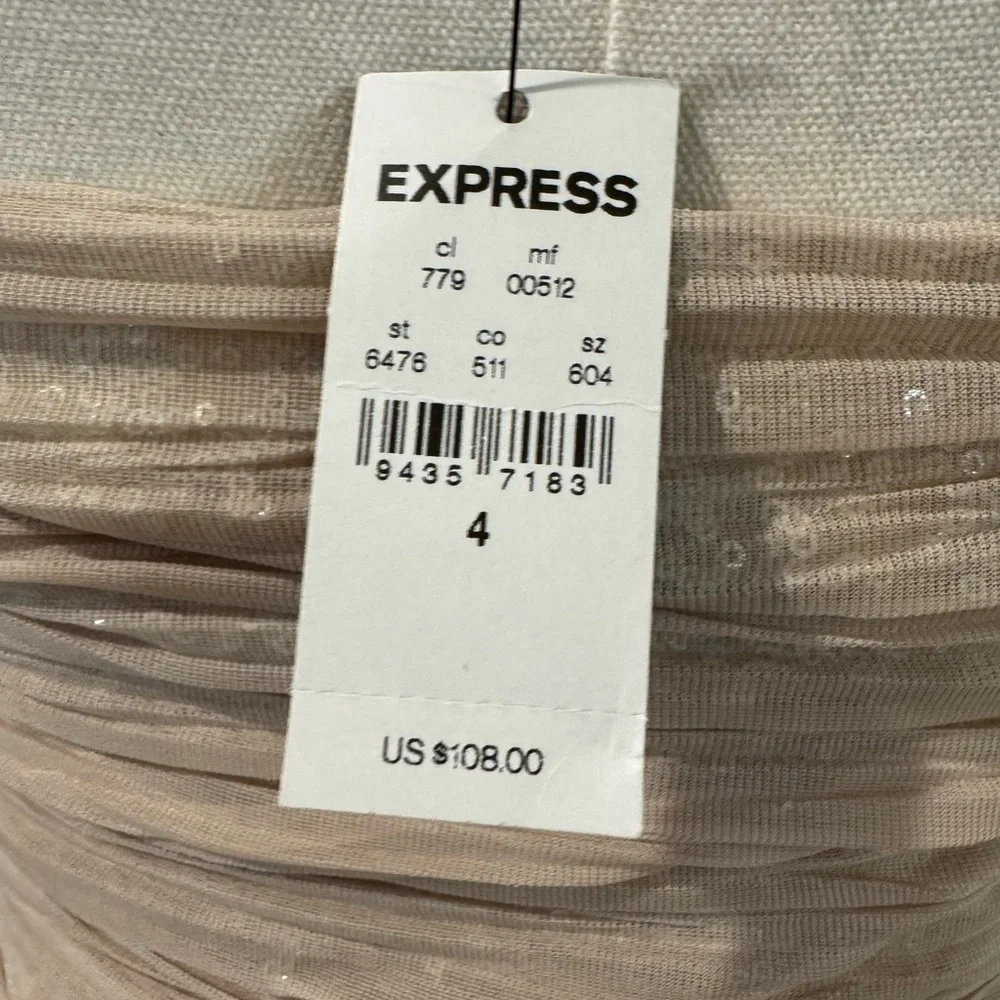 EXPRESS
cl mf
779 00512
st co sz
6476 511 604
9435 7183
4
US $108.00